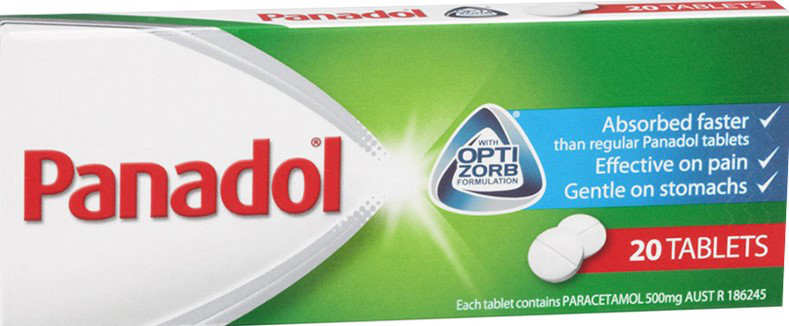 Panadol
20 TABLETS
Panadol®
WITH
OPTI
ZORB
FORMULATION
®
Absorbed faster
than regular Panadol tablets
Effective on pain
Gentle on stomachs
20 TABLETS
Each tablet contains PARACETAMOL 500mg AUST R 186245